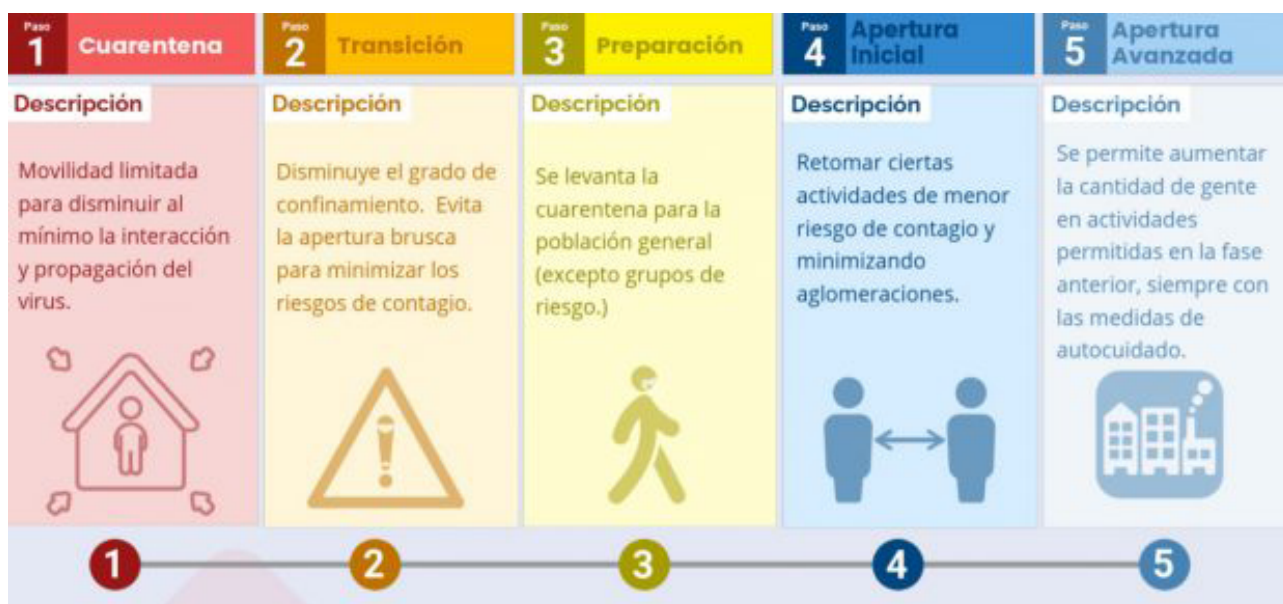 Paso
1
Cuarentena
Descripción
Movilidad limitada
para disminuir al
mínimo la interacción
y propagación del
virus.
Paso
2
Transición
Descripción
Disminuye el grado de
confinamiento. Evita
la apertura brusca
para minimizar los
riesgos de contagio.
Paso
3
Preparación
Descripción
Se levanta la
cuarentena para la
población general
(excepto grupos de
riesgo.)
Paso
4
Apertura
Inicial
Descripción
Retomar ciertas
actividades de menor
riesgo de contagio y
minimizando
aglomeraciones.
Paso
5
Apertura
Avanzada
Descripción
Se permite aumentar
la cantidad de gente
en actividades
permitidas en la fase
anterior, siempre con
las medidas de
autocuidado.
1
2
3
4
5